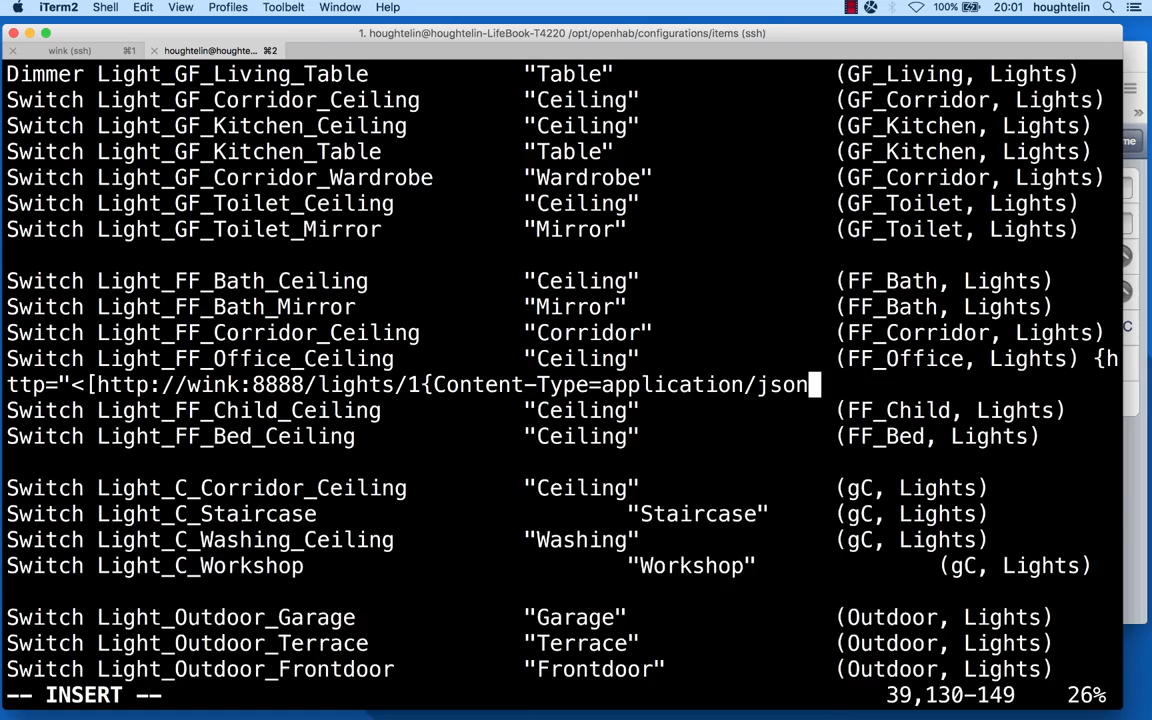 iTerm2 Shell Edit View Profiles Toolbelt Window Help 100% 20:01 houghtelin
1. houghtelin@houghtelin-LifeBook-T4220 /opt/openhab/configurations/items (ssh)
wink (ssh) ⌘1 houghtelin@houghte... ⌘2
Dimmer Light_GF_Living_Table "Table" (GF_Living, Lights)
Switch Light_GF_Corridor_Ceiling "Ceiling" (GF_Corridor, Lights)
Switch Light_GF_Kitchen_Ceiling "Ceiling" (GF_Kitchen, Lights)
Switch Light_GF_Kitchen_Table "Table" (GF_Kitchen, Lights)
Switch Light_GF_Corridor_Wardrobe "Wardrobe" (GF_Corridor, Lights)
Switch Light_GF_Toilet_Ceiling "Ceiling" (GF_Toilet, Lights)
Switch Light_GF_Toilet_Mirror "Mirror" (GF_Toilet, Lights)
Switch Light_FF_Bath_Ceiling "Ceiling" (FF_Bath, Lights)
Switch Light_FF_Bath_Mirror "Mirror" (FF_Bath, Lights)
Switch Light_FF_Corridor_Ceiling "Corridor" (FF_Corridor, Lights)
Switch Light_FF_Office_Ceiling "Ceiling" (FF_Office, Lights) {h
ttp="<[http://wink:8888/lights/1{Content-Type=application/json
Switch Light_FF_Child_Ceiling "Ceiling" (FF_Child, Lights)
Switch Light_FF_Bed_Ceiling "Ceiling" (FF_Bed, Lights)
Switch Light_C_Corridor_Ceiling "Ceiling" (gC, Lights)
Switch Light_C_Staircase "Staircase" (gC, Lights)
Switch Light_C_Washing_Ceiling "Washing" (gC, Lights)
Switch Light_C_Workshop "Workshop" (gC, Lights)
Switch Light_Outdoor_Garage "Garage" (Outdoor, Lights)
Switch Light_Outdoor_Terrace "Terrace" (Outdoor, Lights)
Switch Light_Outdoor_Frontdoor "Frontdoor" (Outdoor, Lights)
-- INSERT -- 39,130-149 26%